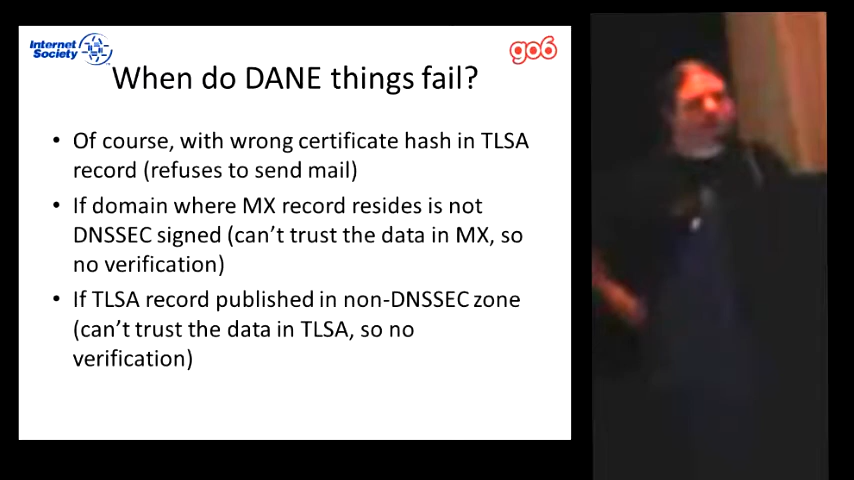 Internet
Society
go6
When do DANE things fail?
• Of course, with wrong certificate hash in TLSA
record (refuses to send mail)
• If domain where MX record resides is not
DNSSEC signed (can't trust the data in MX, so
no verification)
• If TLSA record published in non-DNSSEC zone
(can't trust the data in TLSA, so no
verification)